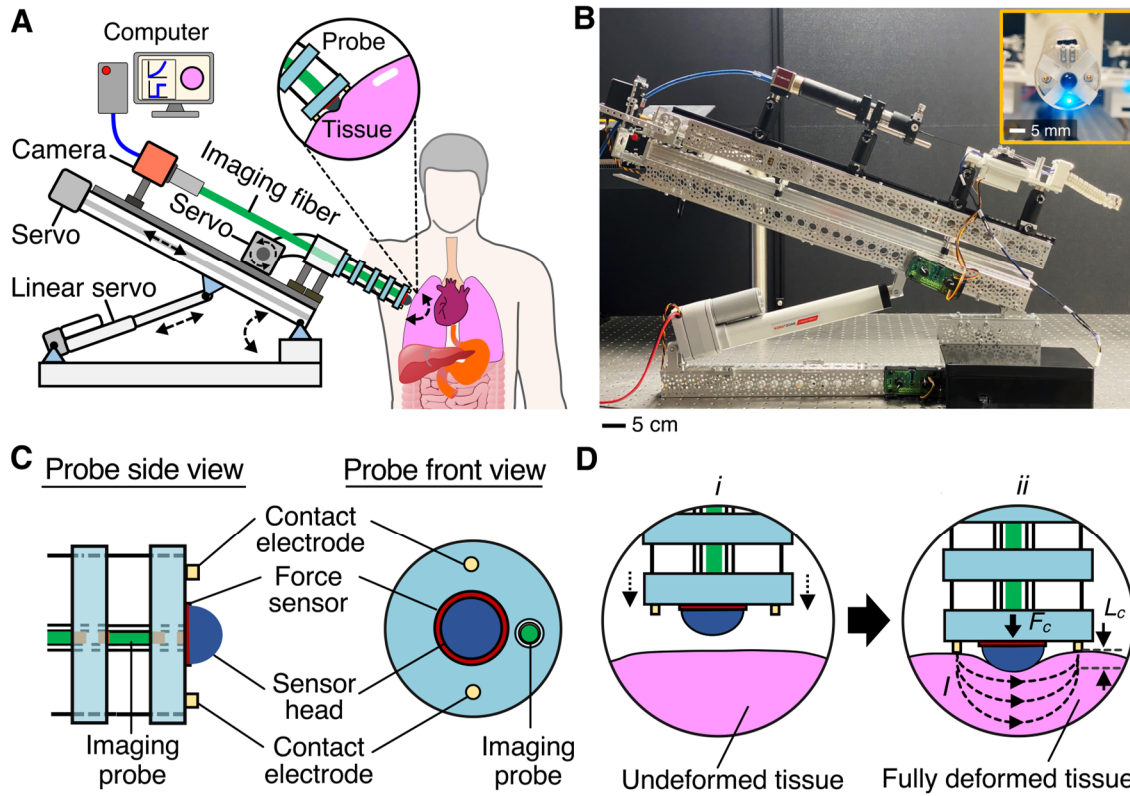 A
Computer
Probe
Tissue
Camera
Imaging fiber
Servo
Servo
Linear servo
B
5 mm
5 cm
C
Probe side view
Probe front view
Contact
electrode
Force
sensor
Sensor
head
Contact
electrode
Imaging
probe
Imaging
probe
D
i
ii
F_c
L_c
I
Undeformed tissue
Fully deformed tissue